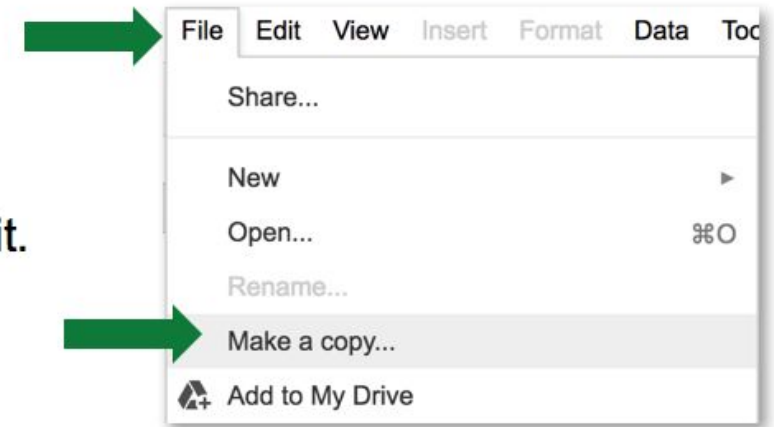 File Edit View Insert Format Data
Share...
New
it.
Open... ⌘O
Rename...
Make a copy...
Add to My Drive